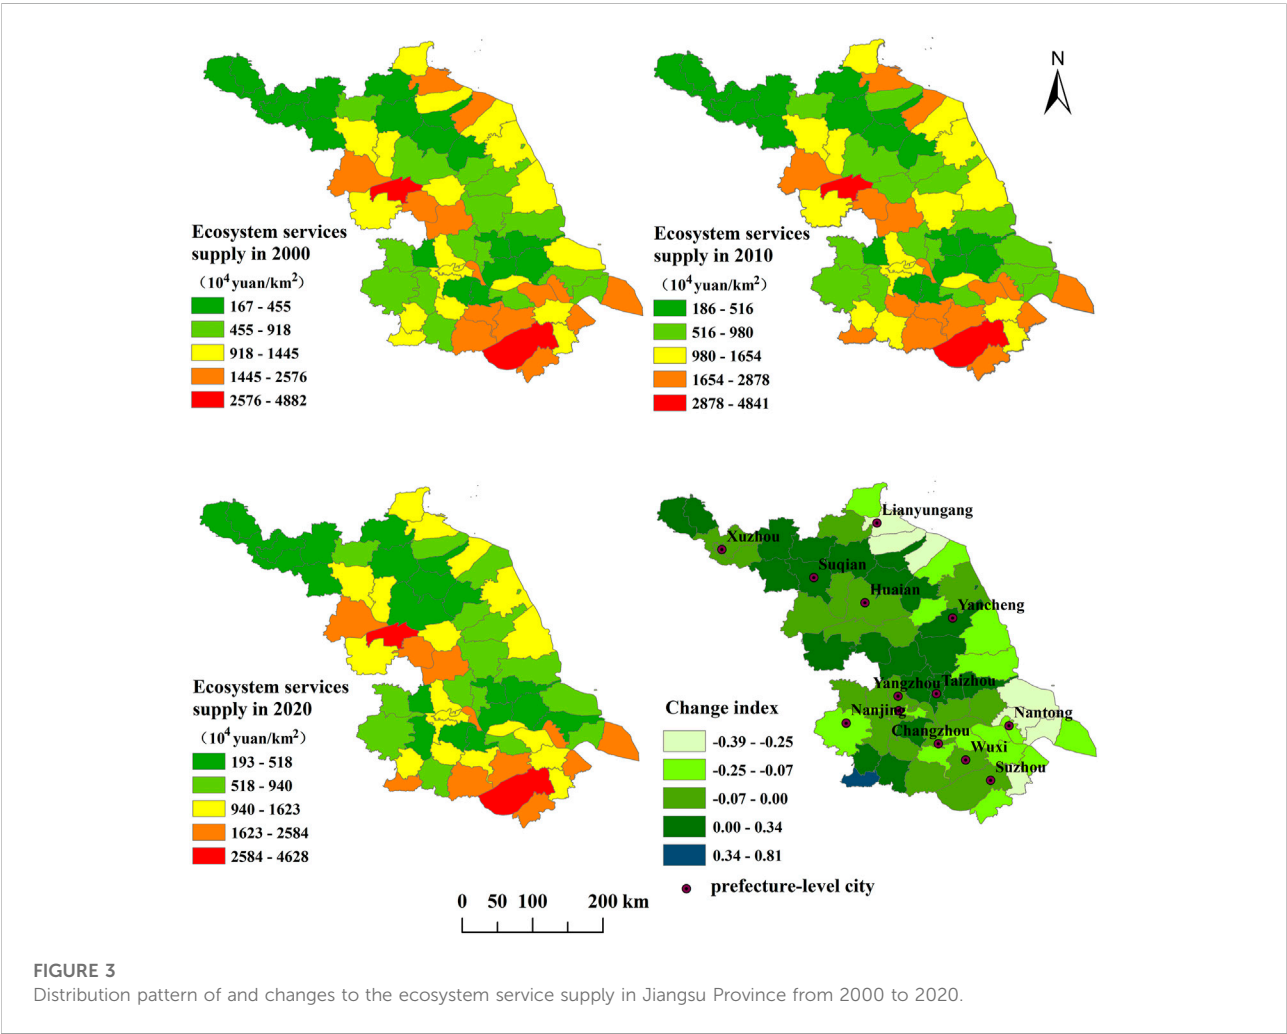 N
Ecosystem services
supply in 2000
（10⁴yuan/km²）
167 - 455
455 - 918
918 - 1445
1445 - 2576
2576 - 4882
Ecosystem services
supply in 2010
（10⁴yuan/km²）
186 - 516
516 - 980
980 - 1654
1654 - 2878
2878 - 4841
Ecosystem services
supply in 2020
（10⁴yuan/km²）
193 - 518
518 - 940
940 - 1623
1623 - 2584
2584 - 4628
Lianyungang
Xuzhou
Suqian
Huaian
Yancheng
Yangzhou
Taizhou
Nanjing
Nantong
Changzhou
Wuxi
Suzhou
Change index
-0.39 - -0.25
-0.25 - -0.07
-0.07 - 0.00
0.00 - 0.34
0.34 - 0.81
prefecture-level city
0 50 100 200 km
FIGURE 3
Distribution pattern of and changes to the ecosystem service supply in Jiangsu Province from 2000 to 2020.